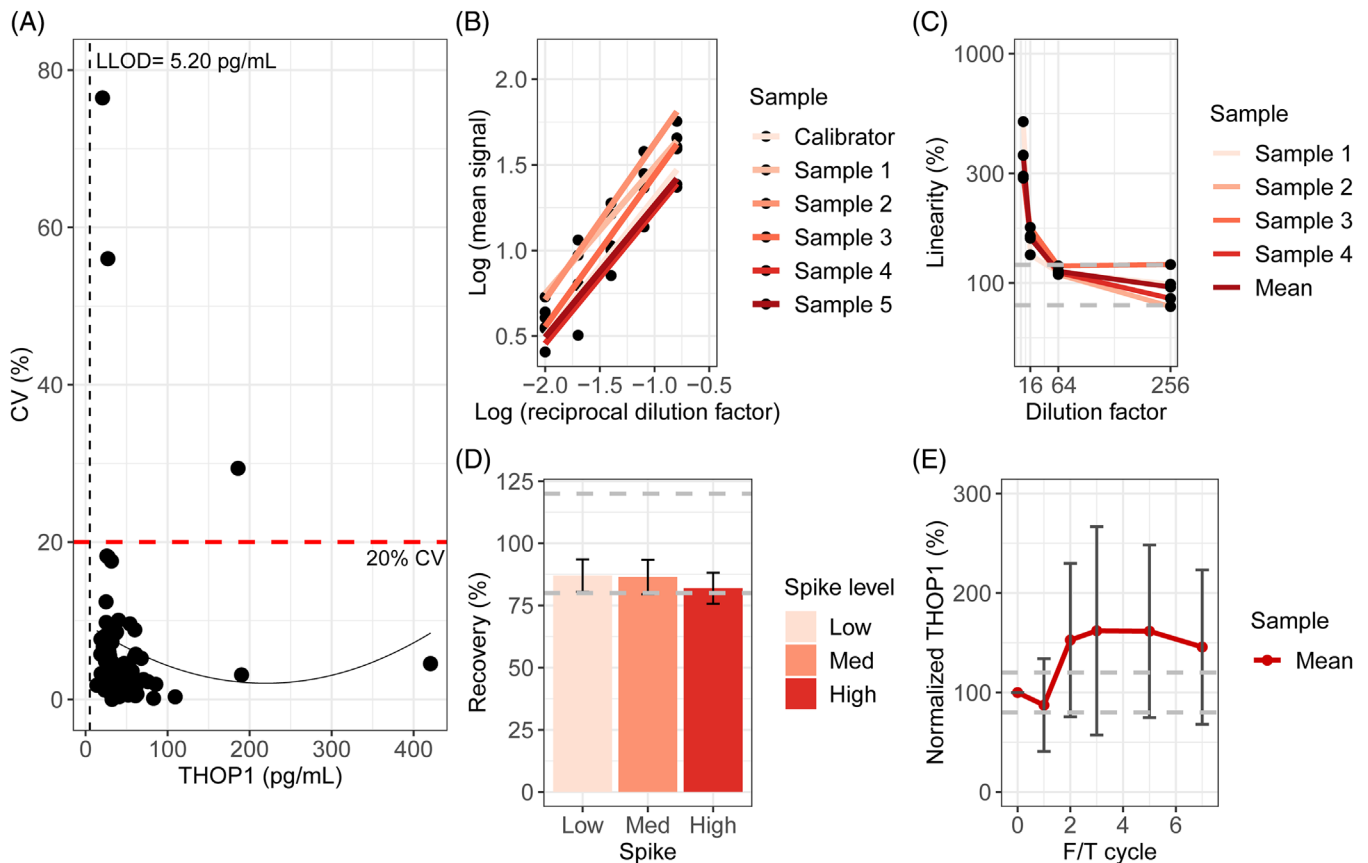 (A)
LLOD= 5.20 pg/mL
20% CV
CV (%)
80
60
40
20
0
0 100 200 300 400
THOP1 (pg/mL)
(B)
Log (mean signal)
2.0
1.5
1.0
0.5
−2.0 −1.5 −1.0 −0.5
Log (reciprocal dilution factor)
Sample
Calibrator
Sample 1
Sample 2
Sample 3
Sample 4
Sample 5
(C)
Linearity (%)
1000
300
100
16 64 256
Dilution factor
Sample
Sample 1
Sample 2
Sample 3
Sample 4
Mean
(D)
Recovery (%)
125
100
75
50
25
0
Low Med High
Spike
Spike level
Low
Med
High
(E)
Normalized THOP1 (%)
300
200
150
100
50
0
0 2 4 6
F/T cycle
Sample
Mean